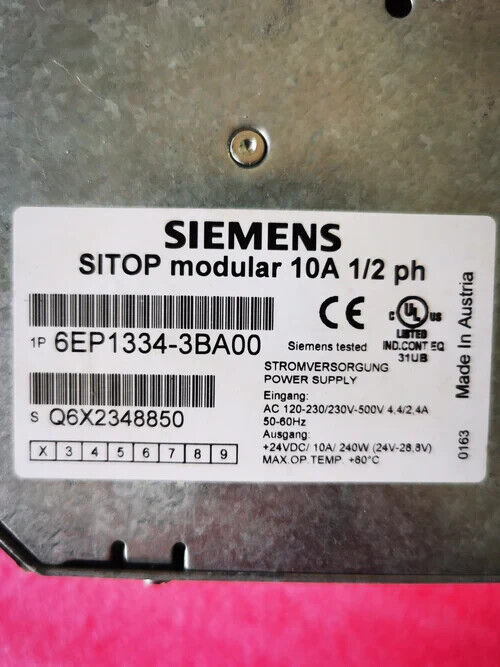 SIEMENS
SITOP modular 10A 1/2 ph
1P 6EP1334-3BA00
S Q6X2348850
X 3 4 5 6 7 8 9
CE
Siemens tested
C UL US
LISTED
IND.CONT.EQ
31UB
STROMVERSORGUNG
POWER SUPPLY
Eingang:
AC 120-230/230V-500V 4,4/2,4A
50-60Hz
Ausgang:
+24VDC/ 10A/ 240W (24V-28,8V)
MAX.OP.TEMP. +60°C
0163 Made In Austria